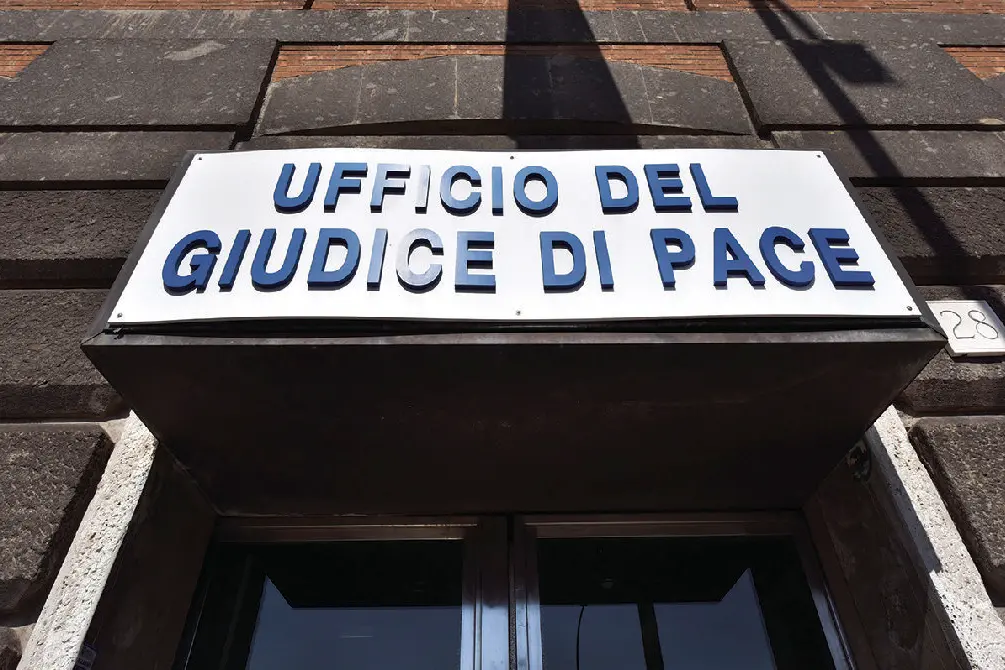 UFFICIO DEL
GIUDICE DI PACE
28